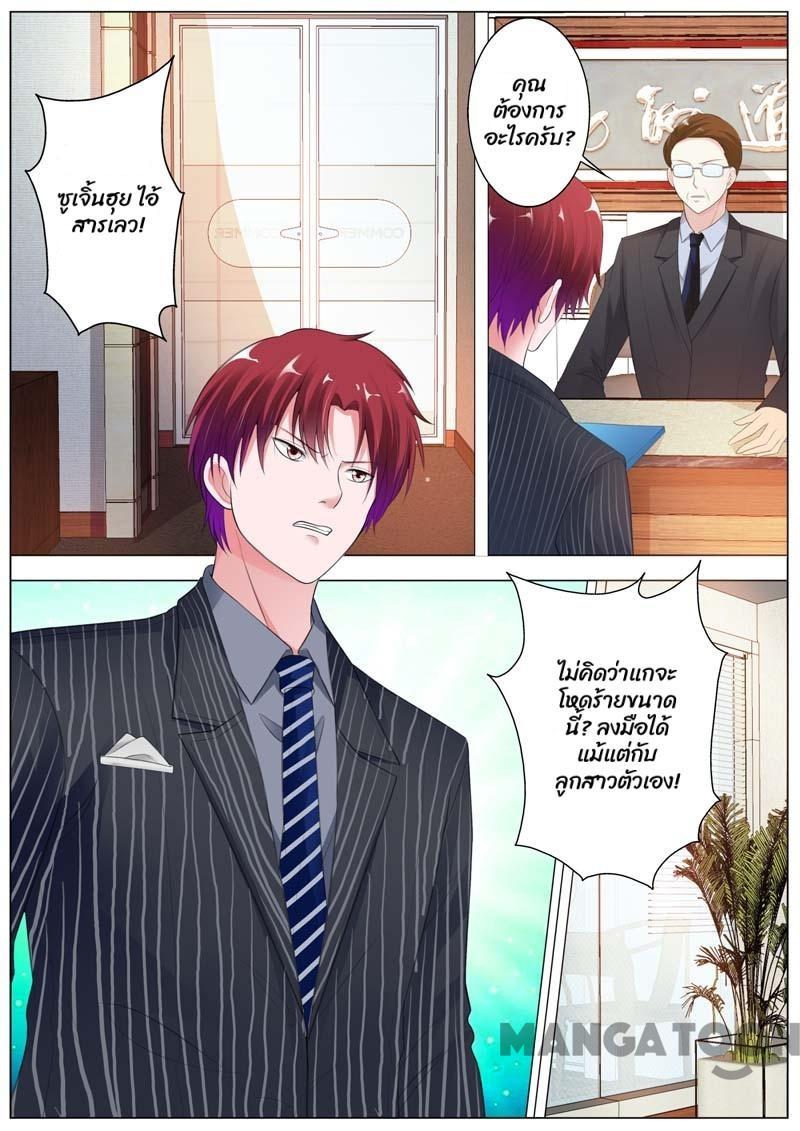 ซูเจิ้นฮุย ไอ้
สารเลว!
คุณ
ต้องการ
อะไรครับ?
COMMER
COMMER
ไม่คิดว่าแกจะ
โหดร้ายขนาด
นี้? ลงมือได้
แม้แต่กับ
ลูกสาวตัวเอง!
MANGATOON